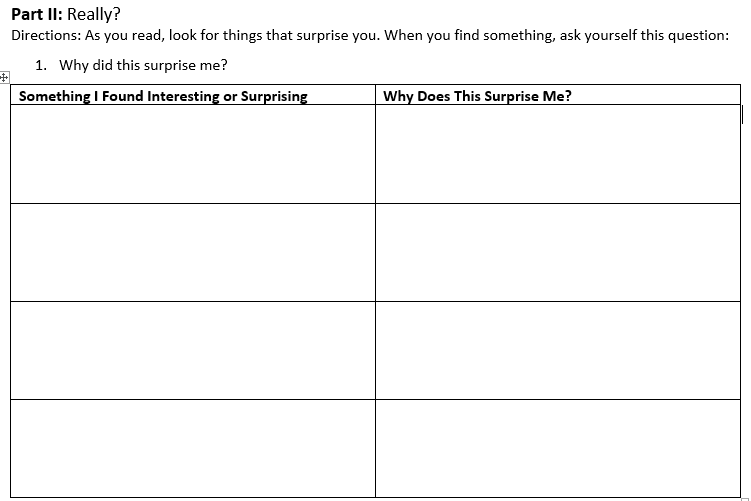 Part II: Really?
Directions: As you read, look for things that surprise you. When you find something, ask yourself this question:
1. Why did this surprise me?
Something I Found Interesting or Surprising
Why Does This Surprise Me?